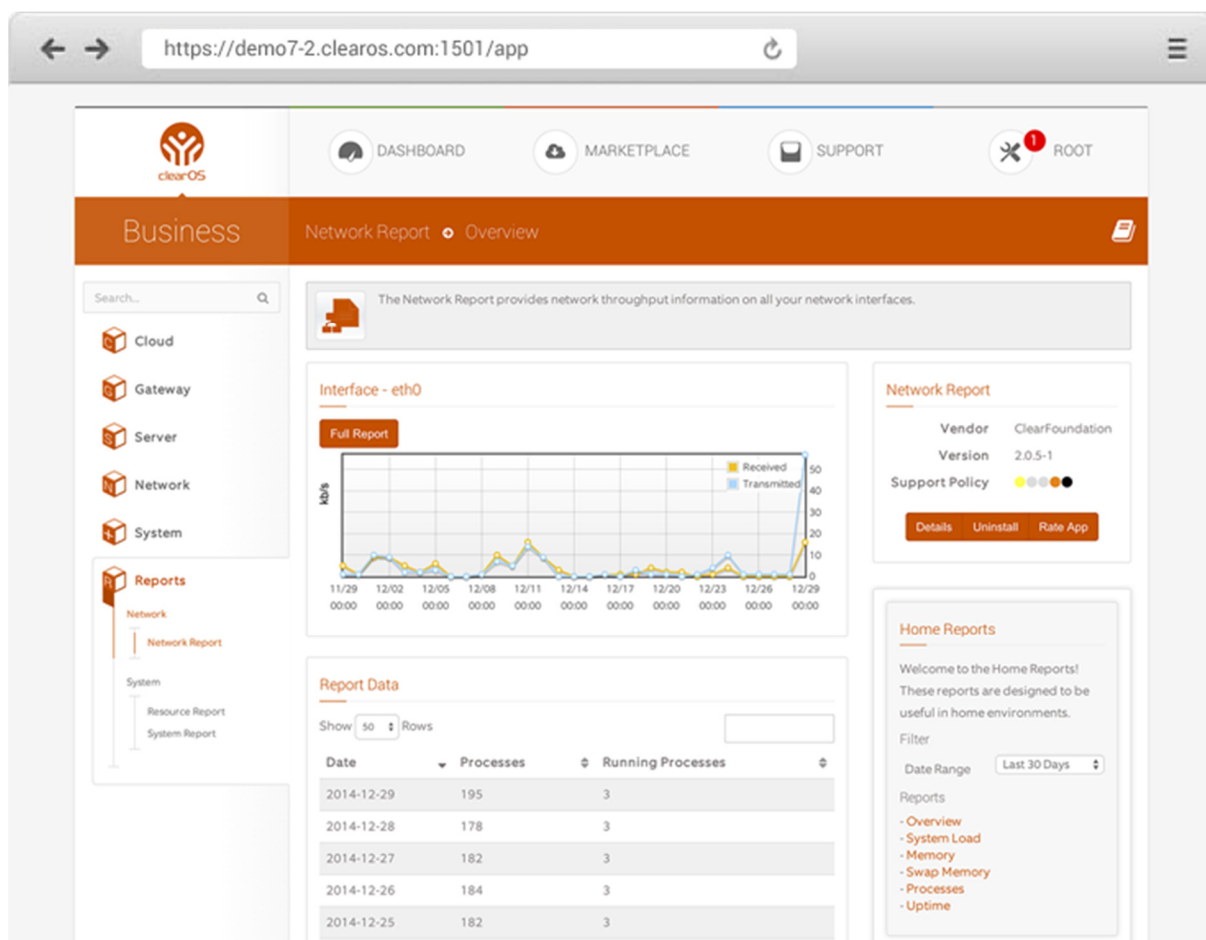 https://demo7-2.clearos.com:1501/app
clearOS
DASHBOARD
MARKETPLACE
SUPPORT
1
ROOT
Business
Network Report Overview
Search...
Cloud
Gateway
Server
Network
System
Reports
Network
Network Report
System
Resource Report
System Report
The Network Report provides network throughput information on all your network interfaces.
Interface - eth0
Full Report
kb/s
Received
Transmitted
50
40
30
20
10
0
11/29 12/02 12/05 12/08 12/11 12/14 12/17 12/20 12/23 12/26 12/29
00:00 00:00 00:00 00:00 00:00 00:00 00:00 00:00 00:00 00:00 00:00
Report Data
Show 50 Rows
Date Processes Running Processes
2014-12-29 195 3
2014-12-28 178 3
2014-12-27 182 3
2014-12-26 184 3
2014-12-25 182 3
Network Report
Vendor ClearFoundation
Version 2.0.5-1
Support Policy
Details Uninstall Rate App
Home Reports
Welcome to the Home Reports!
These reports are designed to be
useful in home environments.
Filter
Date Range Last 30 Days
Reports
- Overview
- System Load
- Memory
- Swap Memory
- Processes
- Uptime